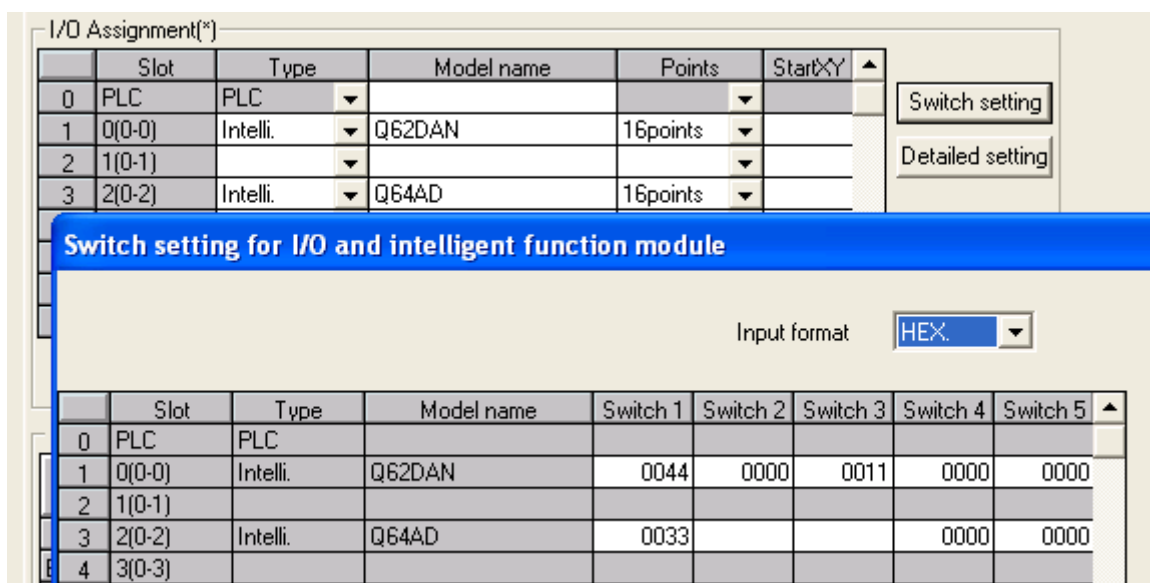 I/O Assignment(*)
Slot Type Model name Points StartXY
0 PLC PLC
1 0(0-0) Intelli. Q62DAN 16points
2 1(0-1)
3 2(0-2) Intelli. Q64AD 16points
Switch setting
Detailed setting
Switch setting for I/O and intelligent function module
Input format HEX.
Slot Type Model name Switch 1 Switch 2 Switch 3 Switch 4 Switch 5
0 PLC PLC
1 0(0-0) Intelli. Q62DAN 0044 0000 0011 0000 0000
2 1(0-1)
3 2(0-2) Intelli. Q64AD 0033 0000 0000
4 3(0-3)